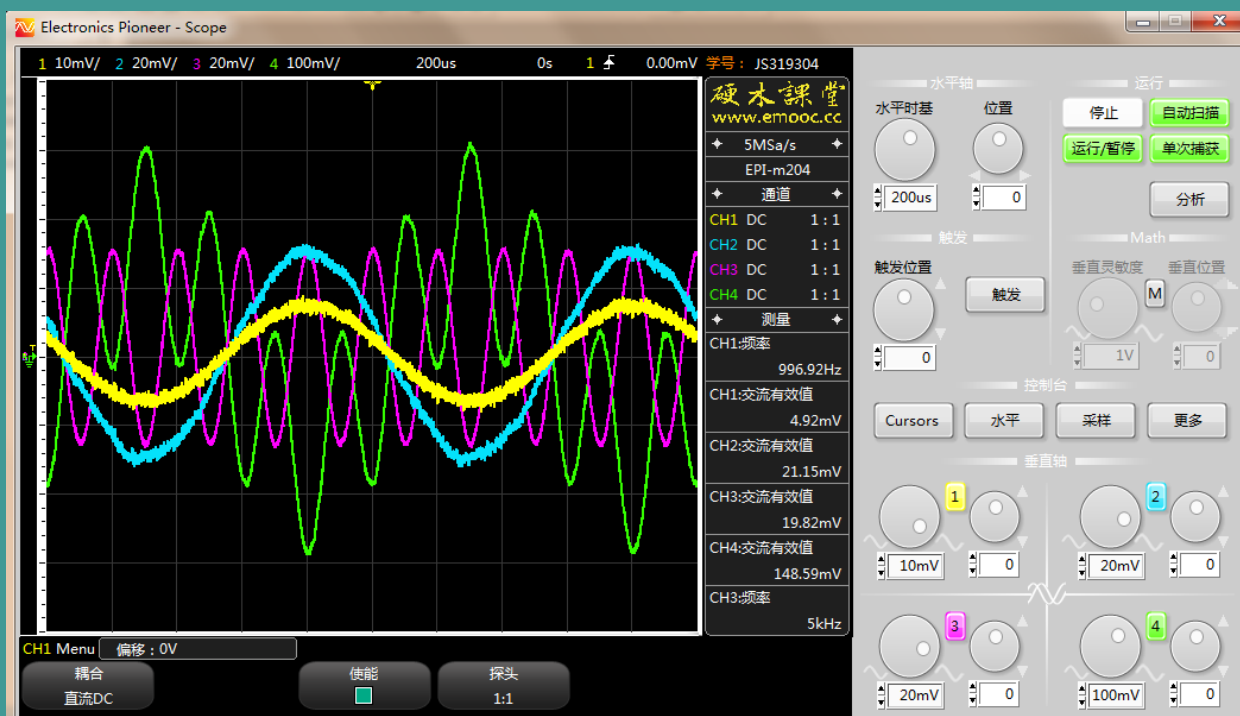 Electronics Pioneer - Scope
1 10mV/ 2 20mV/ 3 20mV/ 4 100mV/ 200us 0s 1 0.00mV 学号： JS319304
硬木課堂
www.emooc.cc
5MSa/s
EPI-m204
通道
CH1 DC 1 : 1
CH2 DC 1 : 1
CH3 DC 1 : 1
CH4 DC 1 : 1
测量
CH1:频率
996.92Hz
CH1:交流有效值
4.92mV
CH2:交流有效值
21.15mV
CH3:交流有效值
19.82mV
CH4:交流有效值
148.59mV
CH3:频率
5kHz
T
CH1 Menu 偏移：0V
耦合
直流DC
使能
探头
1:1
水平轴
水平时基 位置
200us 0
运行
停止 自动扫描
运行/暂停 单次捕获
分析
触发
触发位置
触发
0
Math
垂直灵敏度 垂直位置
M
1V 0
控制台
Cursors 水平 采样 更多
垂直轴
1 2
10mV 0 20mV 0
3 4
20mV 0 100mV 0